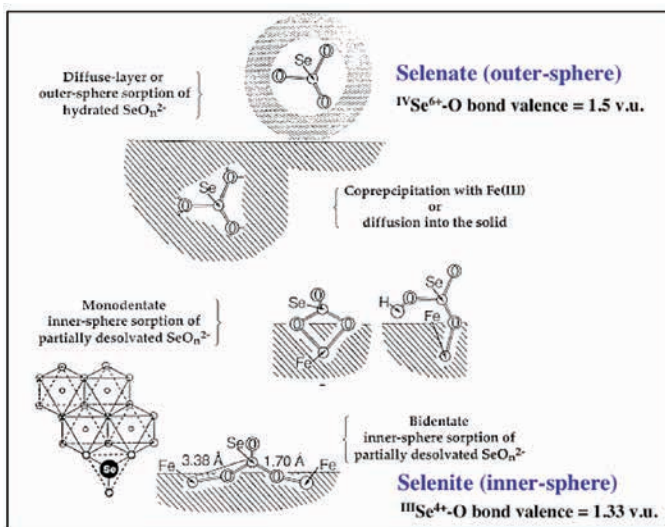 Se
O
O
O
Diffuse-layer or
outer-sphere sorption of
hydrated SeOₙ²⁻
Selenate (outer-sphere)
ᴵⱽSe⁶⁺-O bond valence = 1.5 v.u.
Se
O
O
O
Coprepcipitation with Fe(III)
or
diffusion into the solid
Monodentate
inner-sphere sorption of
partially desolvated SeOₙ²⁻
O
Se
O
O
Fe
Se
O
H
O
Fe
O
Se
Se
O
3.38 Å
1.70 Å
Fe
Fe
O
O
Bidentate
inner-sphere sorption of
partially desolvated SeOₙ²⁻
Selenite (inner-sphere)
ᴵᴵᴵSe⁴⁺-O bond valence = 1.33 v.u.